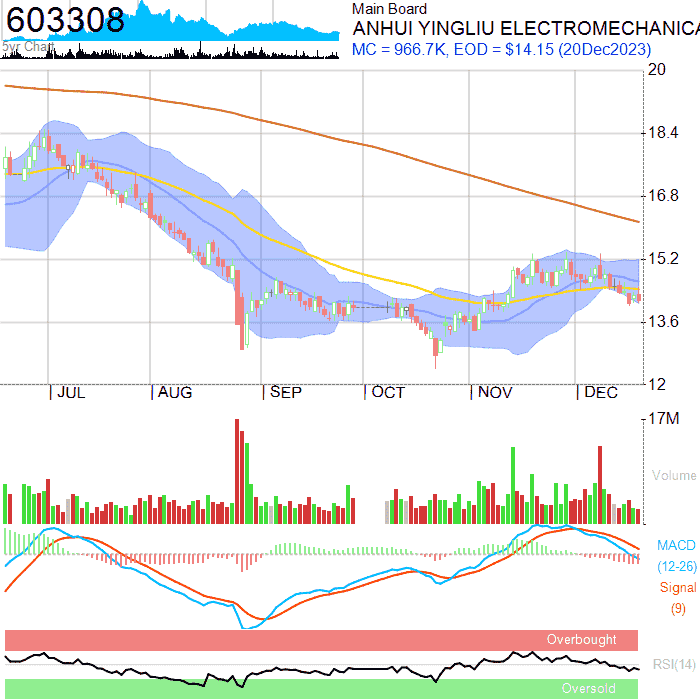 603308
5yr Chart
Main Board
ANHUI YINGLIU ELECTROMECHANICA
MC = 966.7K, EOD = $14.15 (20Dec2023)
20
18.4
16.8
15.2
13.6
12
JUL AUG SEP OCT NOV DEC
17M
Volume
MACD
(12-26)
Signal
(9)
Overbought
RSI(14)
Oversold